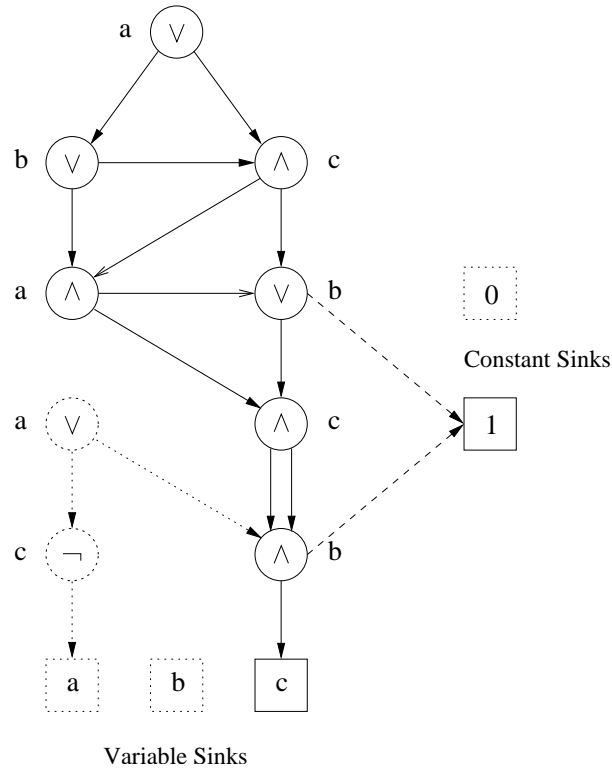 a ∨
b ∨ ∧ c
a ∧ ∨ b 0
Constant Sinks
a ∨ ∧ c 1
c ¬ ∧ b
a b c
Variable Sinks